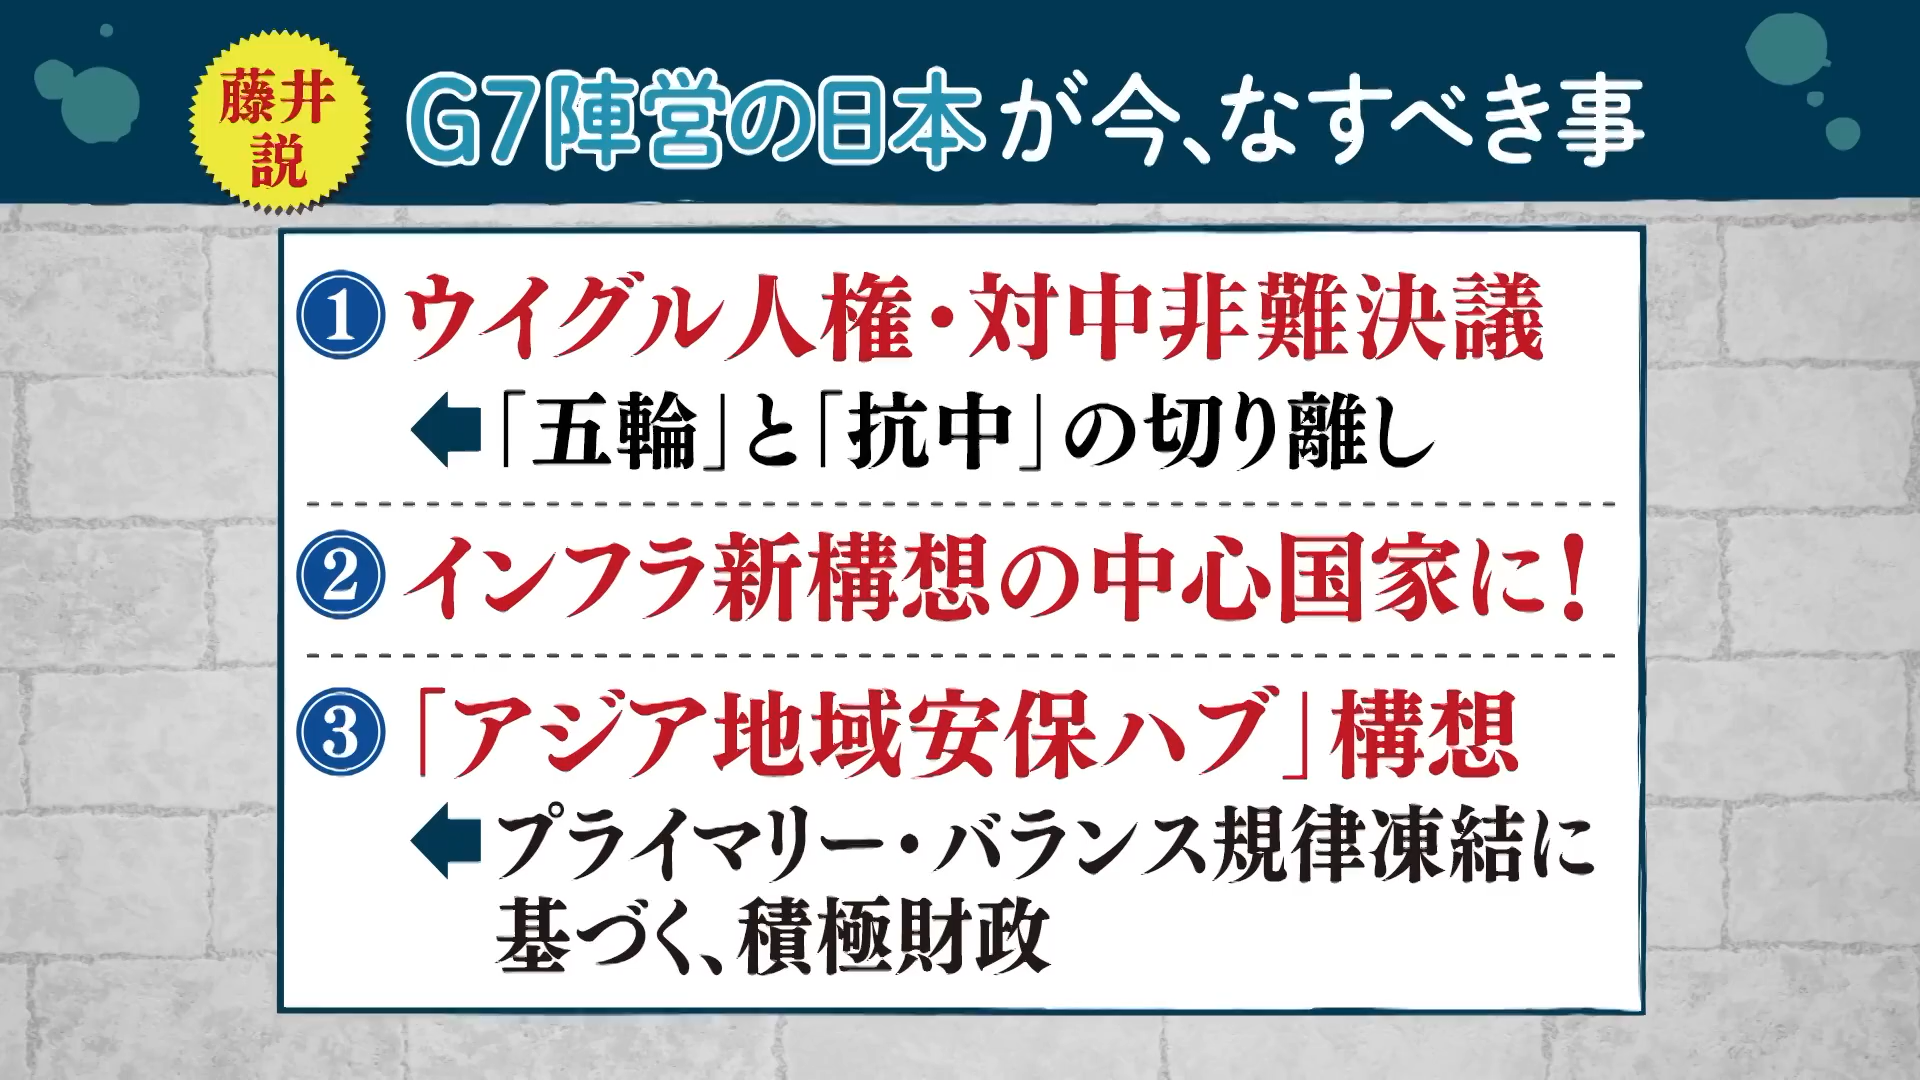 藤井
説
G7陣営の日本が今、なすべき事
① ウイグル人権・対中非難決議
⬅「五輪」と「抗中」の切り離し
② インフラ新構想の中心国家に!
③ 「アジア地域安保ハブ」構想
⬅プライマリー・バランス規律凍結に
基づく、積極財政